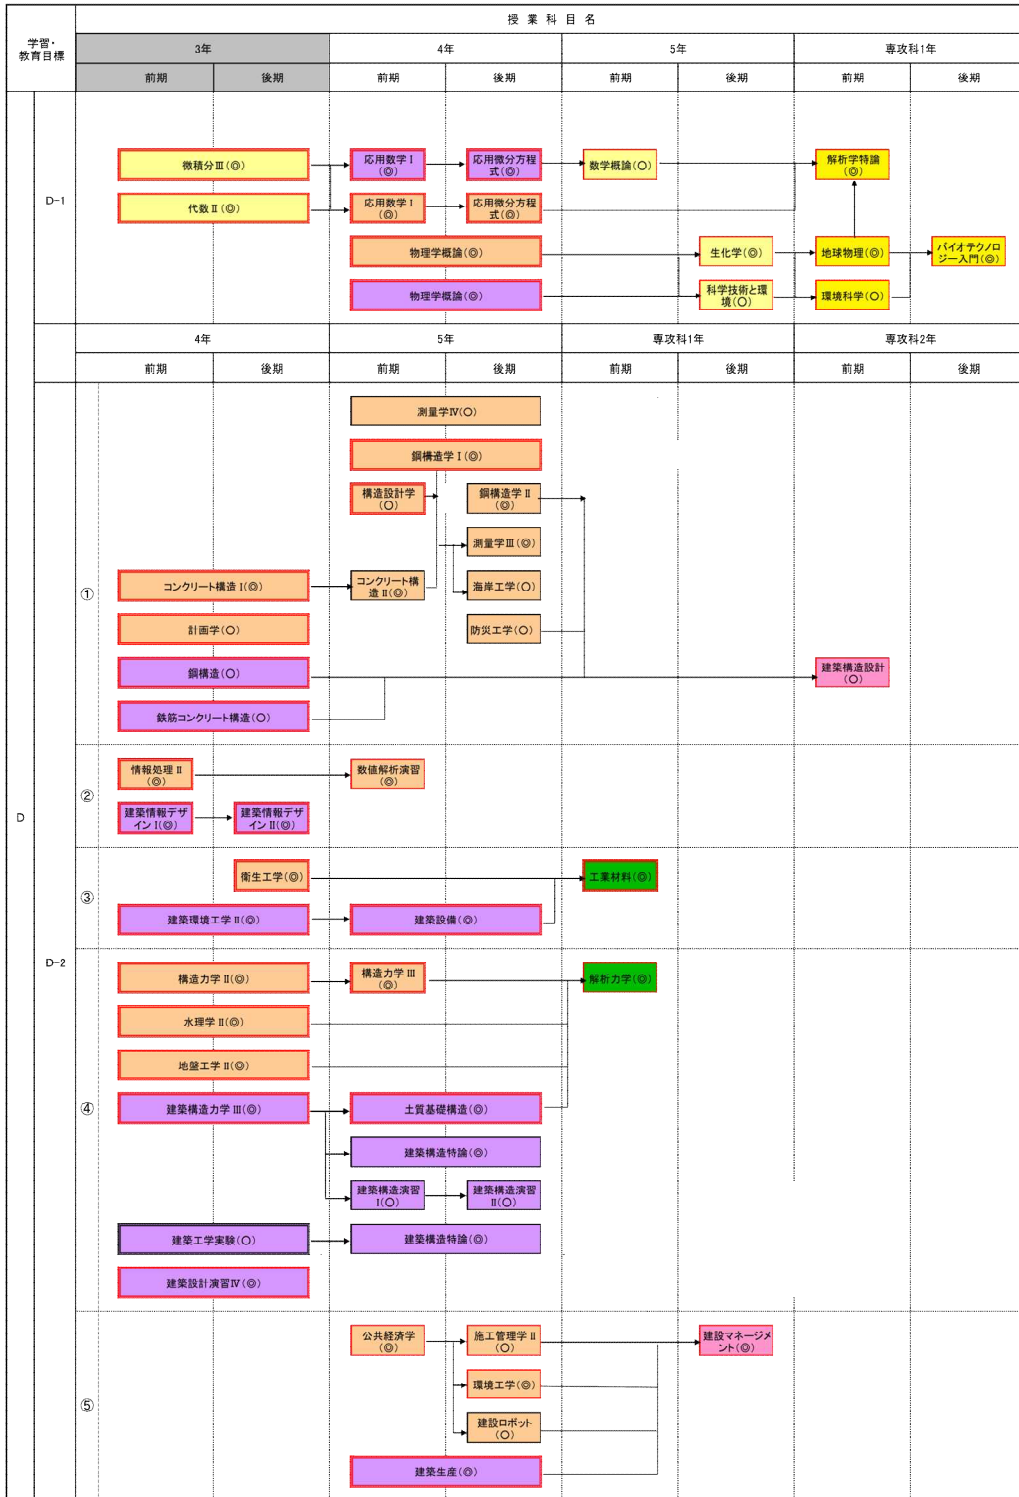 授 業 科 目 名
学習・
教育目標
3年
4年
5年
専攻科1年
前期
後期
前期
後期
前期
後期
前期
後期
D-1
微積分Ⅲ(◎)
応用数学Ⅰ
(◎)
応用微分方程
式(◎)
数学概論(○)
解析学特論
(◎)
代数Ⅱ(◎)
応用数学Ⅰ
(◎)
応用微分方程
式(◎)
物理学概論(◎)
生化学(◎)
地球物理(◎)
バイオテクノロ
ジー入門(◎)
物理学概論(◎)
科学技術と環
境(○)
環境科学(○)
4年
5年
専攻科1年
専攻科2年
前期
後期
前期
後期
前期
後期
前期
後期
D
D-2
①
測量学Ⅳ(○)
鋼構造学Ⅰ(◎)
構造設計学
(○)
鋼構造学Ⅱ
(◎)
測量学Ⅲ(◎)
コンクリート構造Ⅰ(◎)
コンクリート構
造Ⅱ(◎)
海岸工学(○)
計画学(○)
防災工学(○)
鋼構造(○)
建築構造設計
(○)
鉄筋コンクリート構造(○)
②
情報処理Ⅱ
(◎)
数値解析演習
(◎)
建築情報デザ
インⅠ(◎)
建築情報デザ
インⅡ(◎)
③
衛生工学(◎)
工業材料(◎)
建築環境工学Ⅱ(◎)
建築設備(◎)
④
構造力学Ⅱ(◎)
構造力学Ⅲ
(◎)
解析力学(◎)
水理学Ⅱ(◎)
地盤工学Ⅱ(◎)
建築構造力学Ⅲ(◎)
土質基礎構造(◎)
建築構造特論(◎)
建築構造演習
Ⅰ(○)
建築構造演習
Ⅱ(○)
建築工学実験(○)
建築構造特論(◎)
建築設計演習Ⅳ(◎)
⑤
公共経済学
(◎)
施工管理学Ⅱ
(○)
建設マネージメ
ント(◎)
環境工学(◎)
建設ロボット
(○)
建築生産(◎)